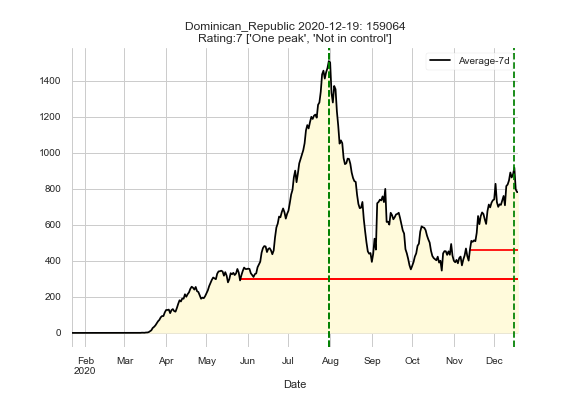 Dominican_Republic 2020-12-19: 159064
Rating:7 ['One peak', 'Not in control']
Average-7d
1400
1200
1000
800
600
400
200
0
Feb Mar Apr May Jun Jul Aug Sep Oct Nov Dec
2020
Date